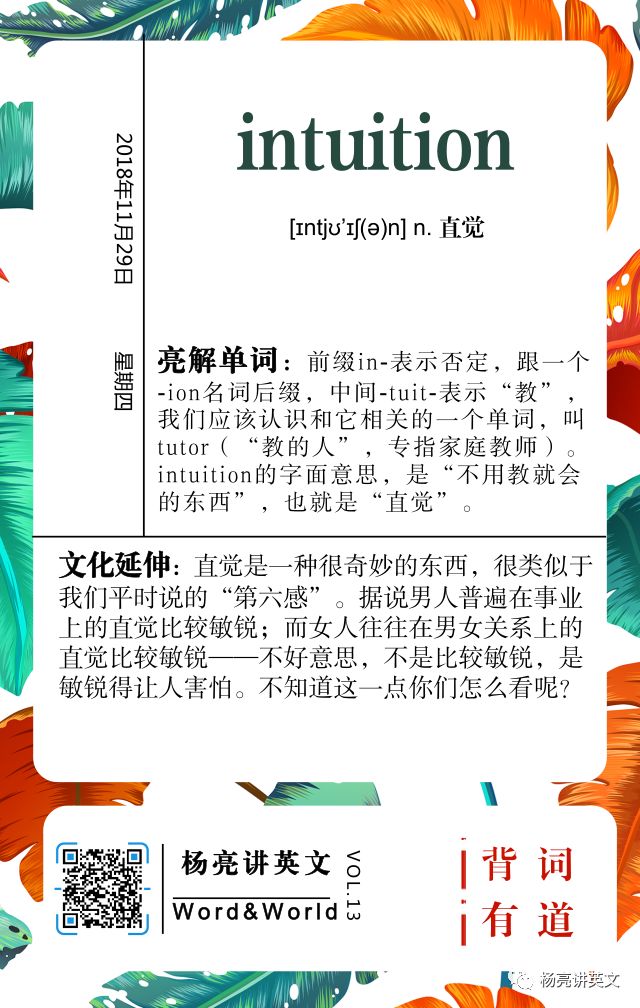 intuition
[ɪntjʊ'ɪʃ(ə)n] n. 直觉
2018年11月29日
星期四
亮解单词：前缀in-表示否定，跟一个
-ion名词后缀，中间-tuit-表示“教”，
我们应该认识和它相关的一个单词，叫
tutor（“教的人”，专指家庭教师）。
intuition的字面意思，是“不用教就会
的东西”，也就是“直觉”。
文化延伸：直觉是一种很奇妙的东西，很类似于
我们平时说的“第六感”。据说男人普遍在事业
上的直觉比较敏锐；而女人往往在男女关系上的
直觉比较敏锐——不好意思，不是比较敏锐，是
敏锐得让人害怕。不知道这一点你们怎么看呢？
杨亮讲英文
Word&World
VOL.13
背词
有道
杨亮讲英文